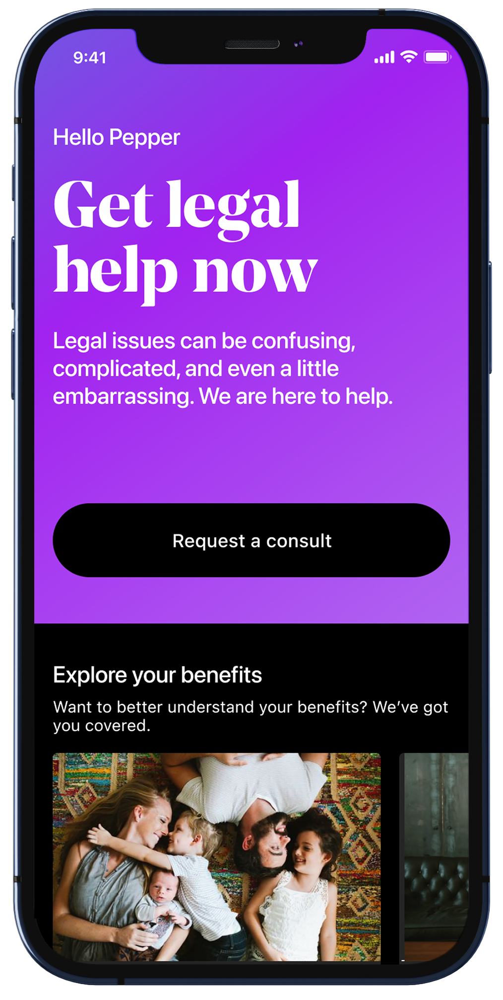 9:41
Hello Pepper
Get legal
help now
Legal issues can be confusing,
complicated, and even a little
embarrassing. We are here to help.
Request a consult
Explore your benefits
Want to better understand your benefits? We’ve got
you covered.